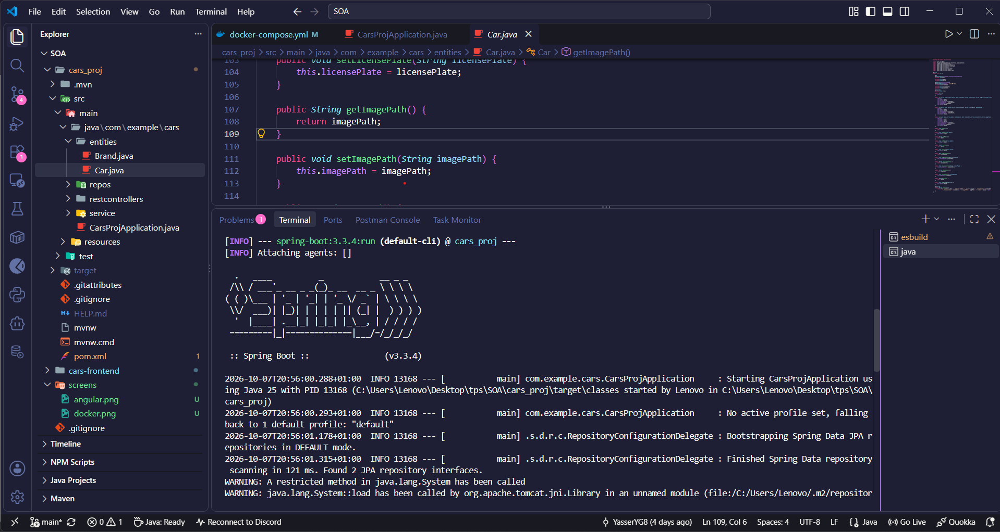 File Edit Selection View Go Run Terminal Help
SOA
Explorer
SOA
cars_proj
.mvn
src
main
java\com\example\cars
entities
Brand.java
Car.java
repos
restcontrollers
service
CarsProjApplication.java
resources
test
target
.gitattributes
.gitignore
HELP.md
mvnw
mvnw.cmd
pom.xml 1
cars-frontend
screens
angular.png U
docker.png U
.gitignore
Timeline
NPM Scripts
Java Projects
Maven
4
3
docker-compose.yml M CarsProjApplication.java Car.java
cars_proj > src > main > java > com > example > cars > entities > Car.java > Car > getImagePath()
103 public void setLicensePlate(String licensePlate) {
104 this.licensePlate = licensePlate;
105 }
106
107 public String getImagePath() {
108 return imagePath;
109 }
110
111 public void setImagePath(String imagePath) {
112 this.imagePath = imagePath;
113 }
114
Problems 1 Terminal Ports Postman Console Task Monitor
[INFO] --- spring-boot:3.3.4:run (default-cli) @ cars_proj ---
[INFO] Attaching agents: []
Spring
:: Spring Boot :: (v3.3.4)
2026-10-07T20:56:00.288+01:00 INFO 13168 --- [ main] com.example.cars.CarsProjApplication : Starting CarsProjApplication us
ing Java 25 with PID 13168 (C:\Users\Lenovo\Desktop\tps\SOA\cars_proj\target\classes started by Lenovo in C:\Users\Lenovo\Desktop\tps\SOA\
cars_proj)
2026-10-07T20:56:00.293+01:00 INFO 13168 --- [ main] com.example.cars.CarsProjApplication : No active profile set, falling
back to 1 default profile: "default"
2026-10-07T20:56:01.178+01:00 INFO 13168 --- [ main] .s.d.r.c.RepositoryConfigurationDelegate : Bootstrapping Spring Data JPA r
epositories in DEFAULT mode.
2026-10-07T20:56:01.315+01:00 INFO 13168 --- [ main] .s.d.r.c.RepositoryConfigurationDelegate : Finished Spring Data repository
scanning in 121 ms. Found 2 JPA repository interfaces.
WARNING: A restricted method in java.lang.System has been called
WARNING: java.lang.System::load has been called by org.apache.tomcat.jni.Library in an unnamed module (file:/C:/Users/Lenovo/.m2/repositor
esbuild
java
main* 0 1 Java: Ready Reconnect to Discord YasserYG8 (4 days ago) Ln 109, Col 6 Spaces: 4 UTF-8 LF Java Go Live Quokka